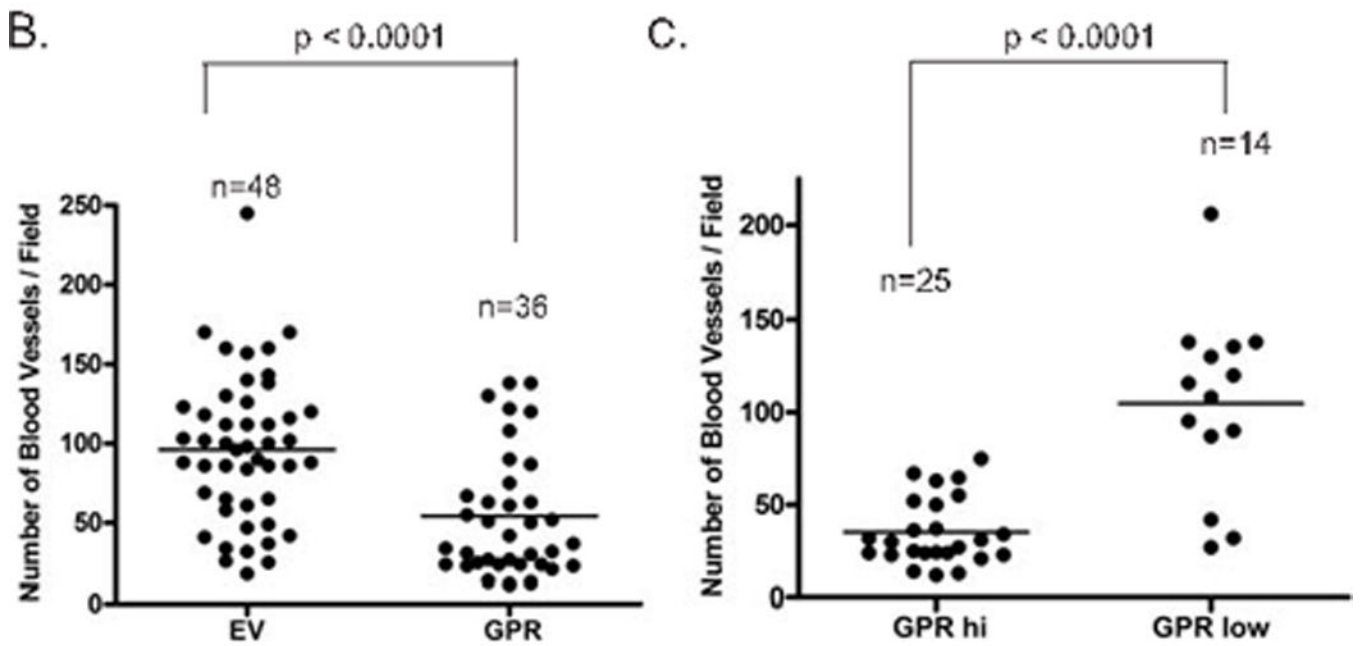 B.
p < 0.0001
n=48
n=36
Number of Blood Vessels / Field
250
200
150
100
50
0
EV
GPR
C.
p < 0.0001
n=14
n=25
Number of Blood Vessels / Field
200
150
100
50
0
GPR hi
GPR low